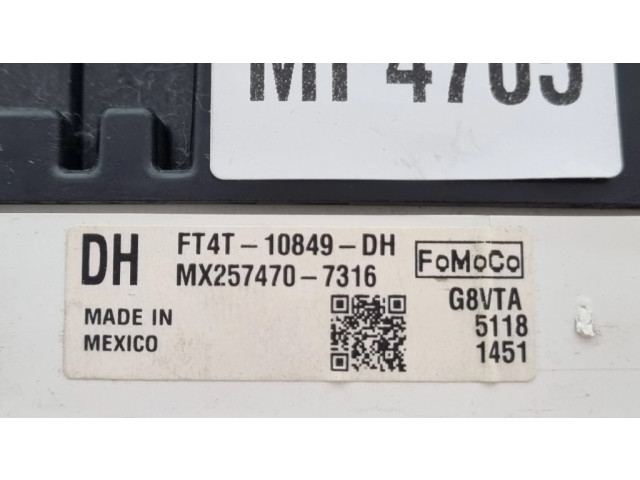 DH
FT4T-10849-DH
MX257470-7316
FoMoCo
MADE IN
MEXICO
G8VTA
5118
1451